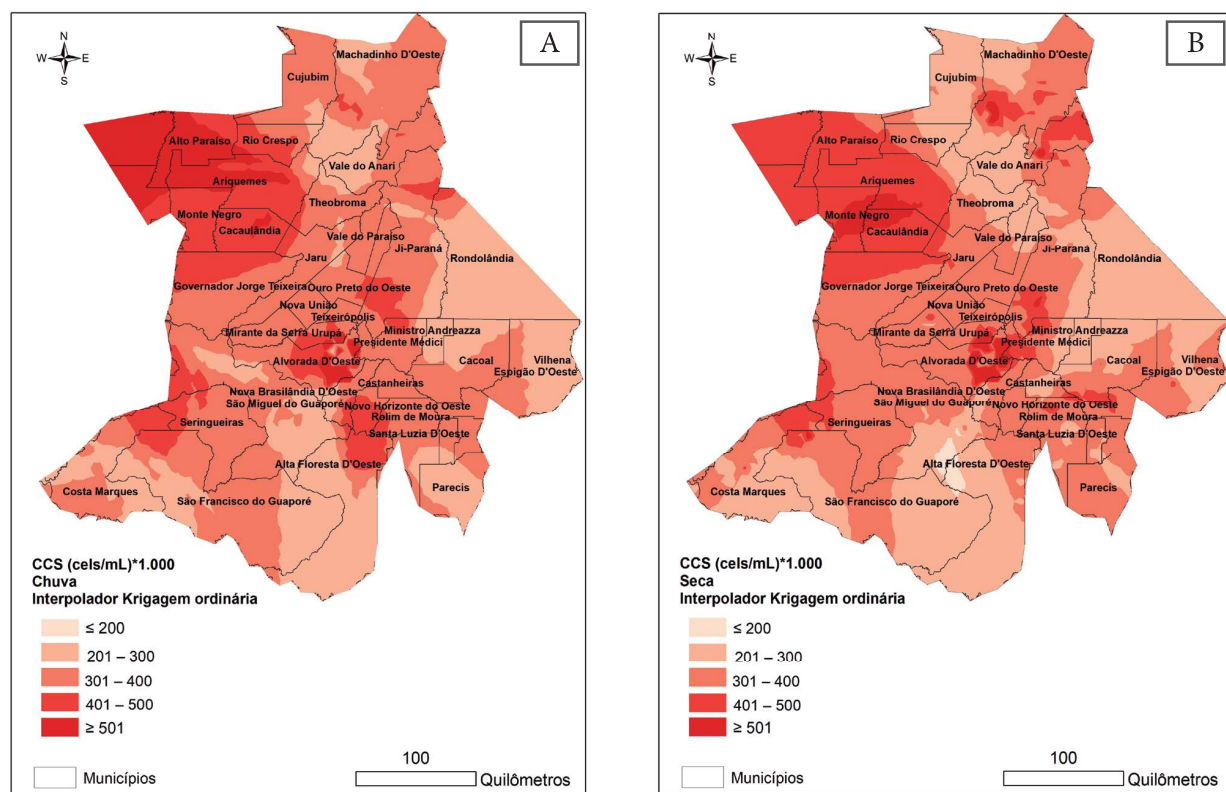 A
N
W E
S
Machadinho D'Oeste
Cujubim
Alto Paraíso
Rio Crespo
Vale do Anari
Ariquemes
Theobroma
Monte Negro
Cacaulândia
Vale do Paraíso
Ji-Paraná
Jaru
Rondolândia
Governador Jorge Teixeira
Ouro Preto do Oeste
Nova União
Teixeirópolis
Mirante da Serra Urupá
Ministro Andreazza
Presidente Médici
Alvorada D'Oeste
Cacoal
Vilhena
Espigão D'Oeste
Castanheiras
Nova Brasilândia D'Oeste
São Miguel do Guaporé
Novo Horizonte do Oeste
Rolim de Moura
Seringueiras
Santa Luzia D'Oeste
Alta Floresta D'Oeste
Costa Marques
São Francisco do Guaporé
Parecis
CCS (cels/mL)*1.000
Chuva
Interpolador Krigagem ordinária
≤ 200
201 – 300
301 – 400
401 – 500
≥ 501
Municípios
100
Quilômetros
B
N
W E
S
Machadinho D'Oeste
Cujubim
Alto Paraíso
Rio Crespo
Vale do Anari
Ariquemes
Theobroma
Monte Negro
Cacaulândia
Vale do Paraíso
Ji-Paraná
Jaru
Rondolândia
Governador Jorge Teixeira
Ouro Preto do Oeste
Nova União
Teixeirópolis
Mirante da Serra Urupá
Ministro Andreazza
Presidente Médici
Alvorada D'Oeste
Cacoal
Vilhena
Espigão D'Oeste
Castanheiras
Nova Brasilândia D'Oeste
São Miguel do Guaporé
Novo Horizonte do Oeste
Rolim de Moura
Seringueiras
Santa Luzia D'Oeste
Alta Floresta D'Oeste
Costa Marques
São Francisco do Guaporé
Parecis
CCS (cels/mL)*1.000
Seca
Interpolador Krigagem ordinária
≤ 200
201 – 300
301 – 400
401 – 500
≥ 501
Municípios
100
Quilômetros